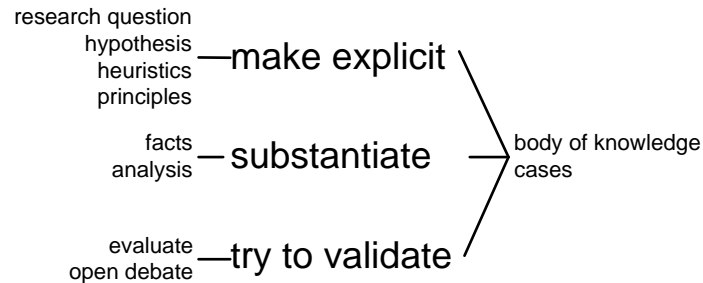 research question
hypothesis
heuristics
principles
make explicit
facts
analysis
substantiate
body of knowledge
cases
evaluate
open debate
try to validate